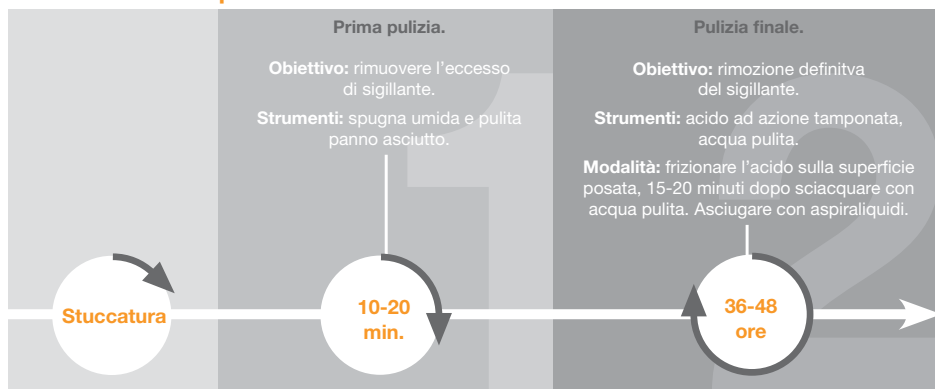 Prima pulizia.
Obiettivo: rimuovere l'eccesso
di sigillante.
Strumenti: spugna umida e pulita
panno asciutto.
1
Pulizia finale.
Obiettivo: rimozione definitva
del sigillante.
Strumenti: acido ad azione tamponata,
acqua pulita.
Modalità: frizionare l'acido sulla superficie
posata, 15-20 minuti dopo sciacquare con
acqua pulita. Asciugare con aspiraliquidi.
2
Stuccatura
10-20
min.
36-48
ore